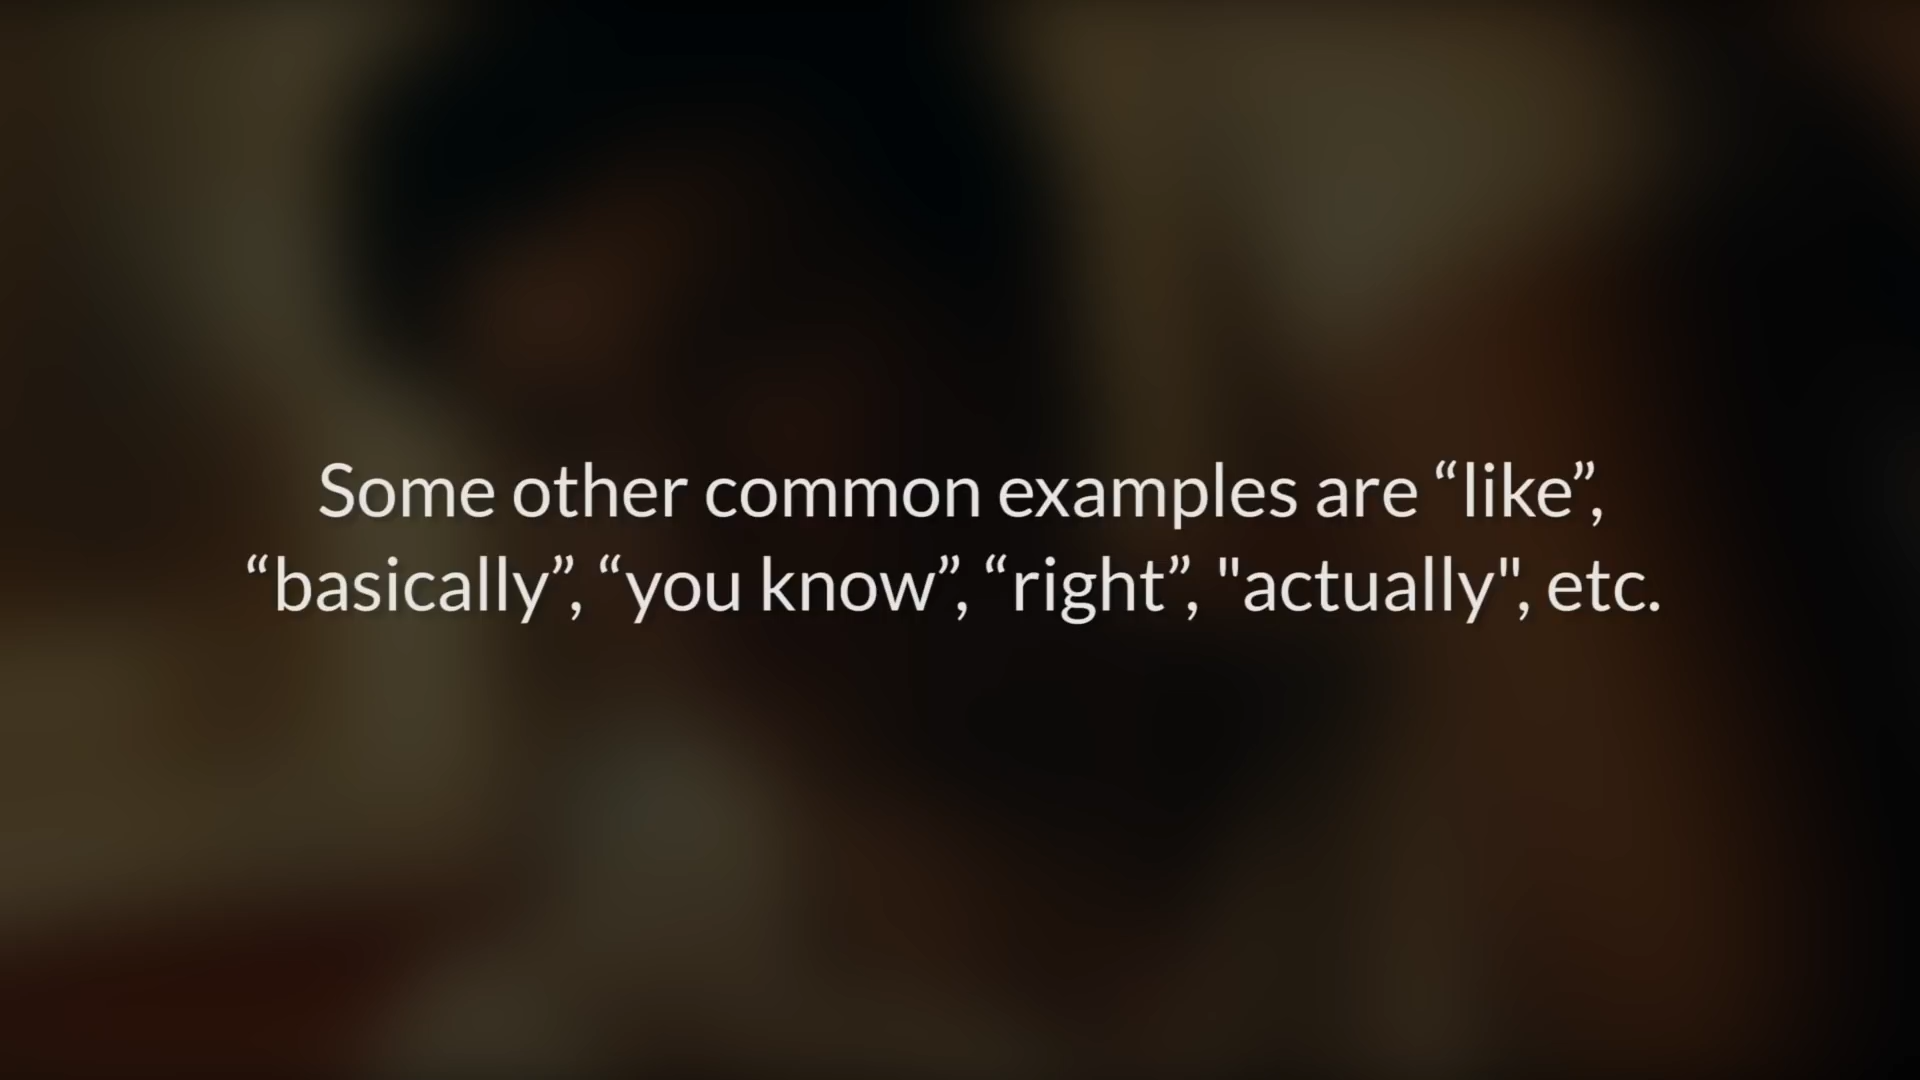 Some other common examples are “like”,
“basically”, “you know”, “right”, "actually", etc.